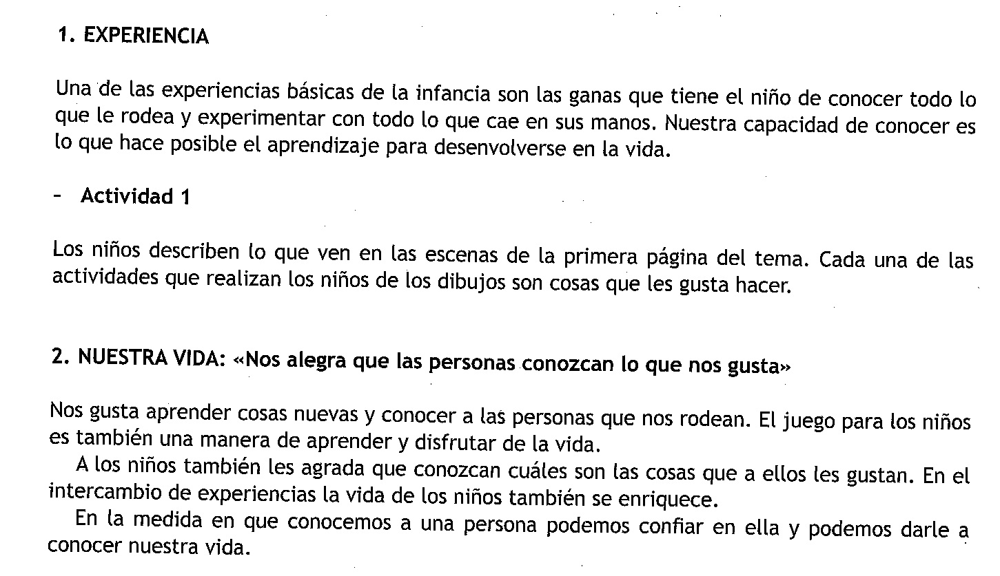 1. EXPERIENCIA
Una de las experiencias básicas de la infancia son las ganas que tiene el niño de conocer todo lo
que le rodea y experimentar con todo lo que cae en sus manos. Nuestra capacidad de conocer es
lo que hace posible el aprendizaje para desenvolverse en la vida.
- Actividad 1
Los niños describen lo que ven en las escenas de la primera página del tema. Cada una de las
actividades que realizan los niños de los dibujos son cosas que les gusta hacer.
2. NUESTRA VIDA: «Nos alegra que las personas conozcan lo que nos gusta»
Nos gusta aprender cosas nuevas y conocer a las personas que nos rodean. El juego para los niños
es también una manera de aprender y disfrutar de la vida.
A los niños también les agrada que conozcan cuáles son las cosas que a ellos les gustan. En el
intercambio de experiencias la vida de los niños también se enriquece.
En la medida en que conocemos a una persona podemos confiar en ella y podemos darle a
conocer nuestra vida.